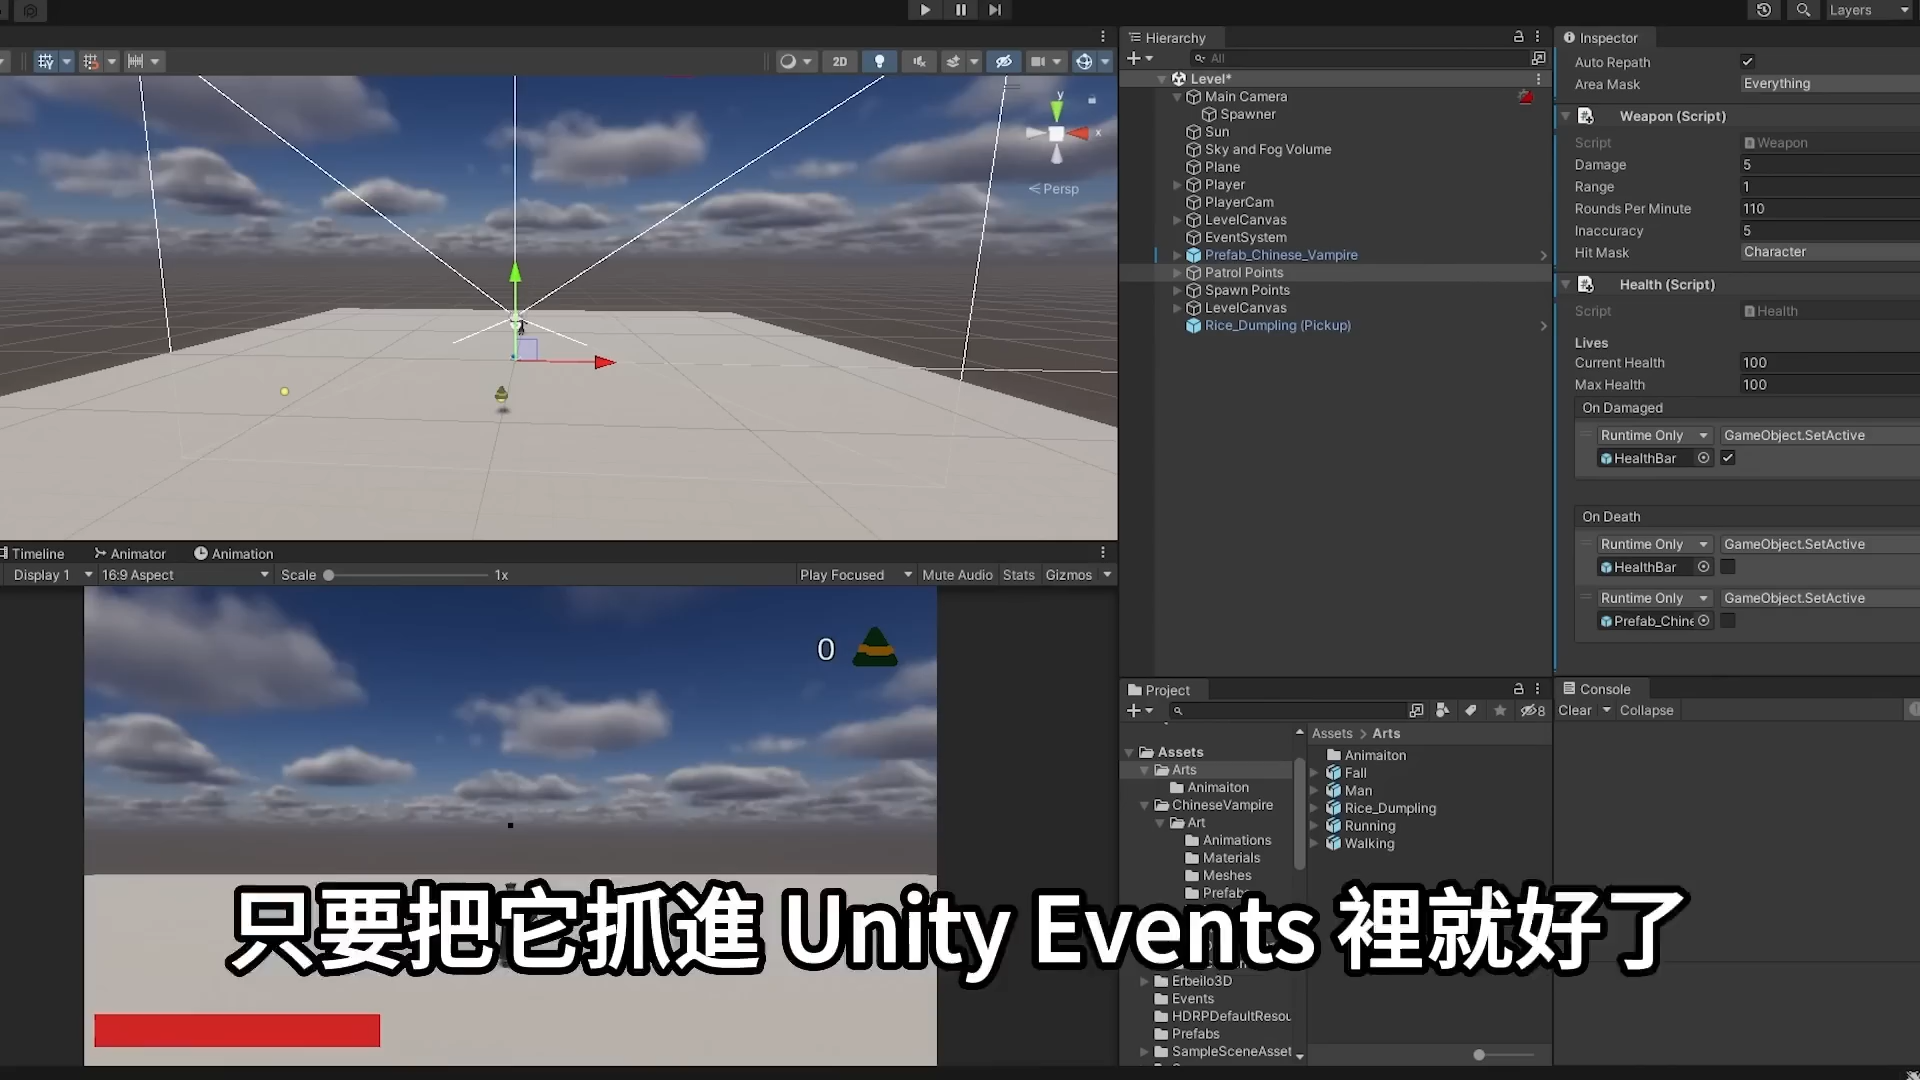 Layers
2D
y
x
Persp
Timeline
Animator
Animation
Display 1
16:9 Aspect
Scale
1x
Play Focused
Mute Audio
Stats
Gizmos
0
Hierarchy
All
Level*
Main Camera
Spawner
Sun
Sky and Fog Volume
Plane
Player
PlayerCam
LevelCanvas
EventSystem
Prefab_Chinese_Vampire
Patrol Points
Spawn Points
LevelCanvas
Rice_Dumpling (Pickup)
Inspector
Auto Repath
Area Mask Everything
Weapon (Script)
Script Weapon
Damage 5
Range 1
Rounds Per Minute 110
Inaccuracy 5
Hit Mask Character
Health (Script)
Script Health
Lives
Current Health 100
Max Health 100
On Damaged
Runtime Only GameObject.SetActive
HealthBar
On Death
Runtime Only GameObject.SetActive
HealthBar
Runtime Only GameObject.SetActive
Prefab_Chine
Project
8
Assets
Arts
Animaiton
ChineseVampire
Art
Animations
Materials
Meshes
Prefabs
Erbeilo3D
Events
HDRPDefaultResou
Prefabs
SampleSceneAsset
Assets > Arts
Animaiton
Fall
Man
Rice_Dumpling
Running
Walking
Console
Clear
Collapse
只要把它抓進 Unity Events 裡就好了